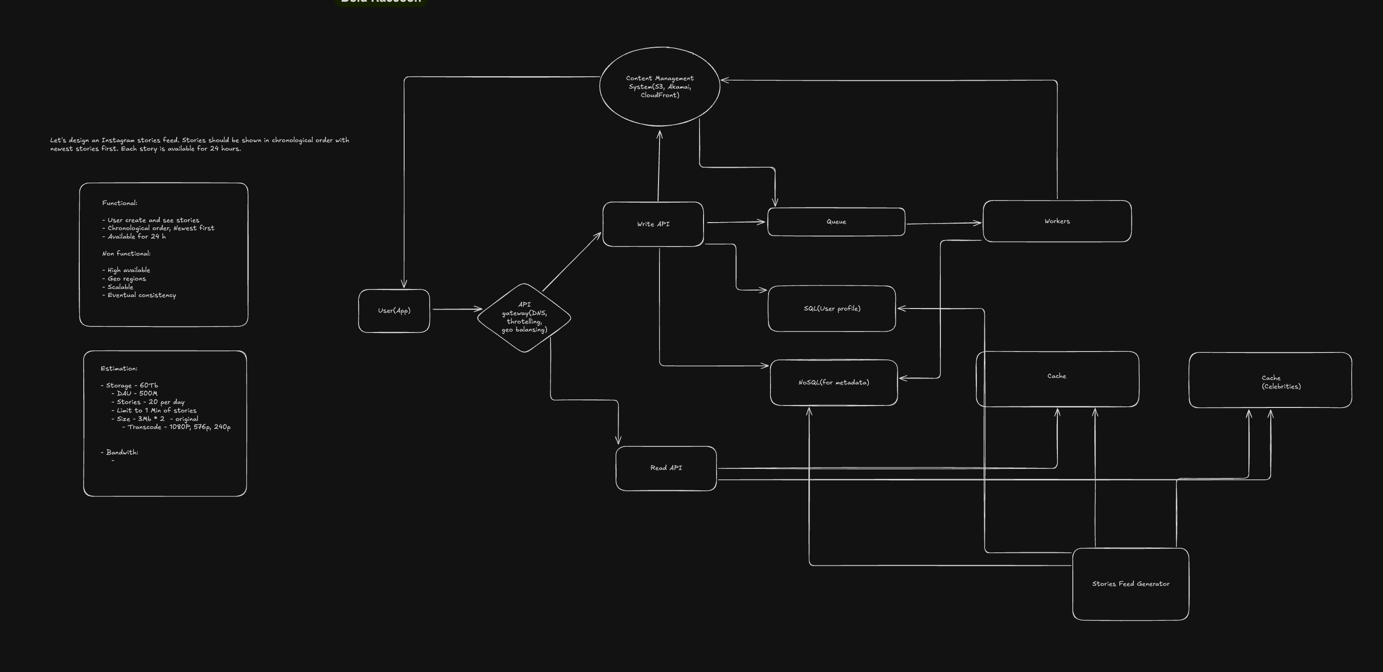 Let's design an Instagram stories feed. Stories should be shown in chronological order with
newest stories first. Each story is available for 24 hours.
Functional:
- User create and see stories
- Chronological order, Newest first
- Available for 24 h
Non functional:
- High available
- Geo regions
- Scalable
- Eventual consistency
Estimation:
- Storage - 60Tb
- DAU - 500M
- Stories - 20 per day
- Limit to 1 Min of stories
- Size - 3Mb * 2 - original
- Transcode - 1080P, 576p, 240p
- Bandwith:
-
Content Management
System(S3, Akamai,
CloudFront)
User(App)
API
gateway(DNS,
throtelling,
geo balansing)
Write API
Queue
Workers
SQL(User profile)
NoSQL(for metadata)
Cache
Cache
(Celebrities)
Read API
Stories Feed Generator